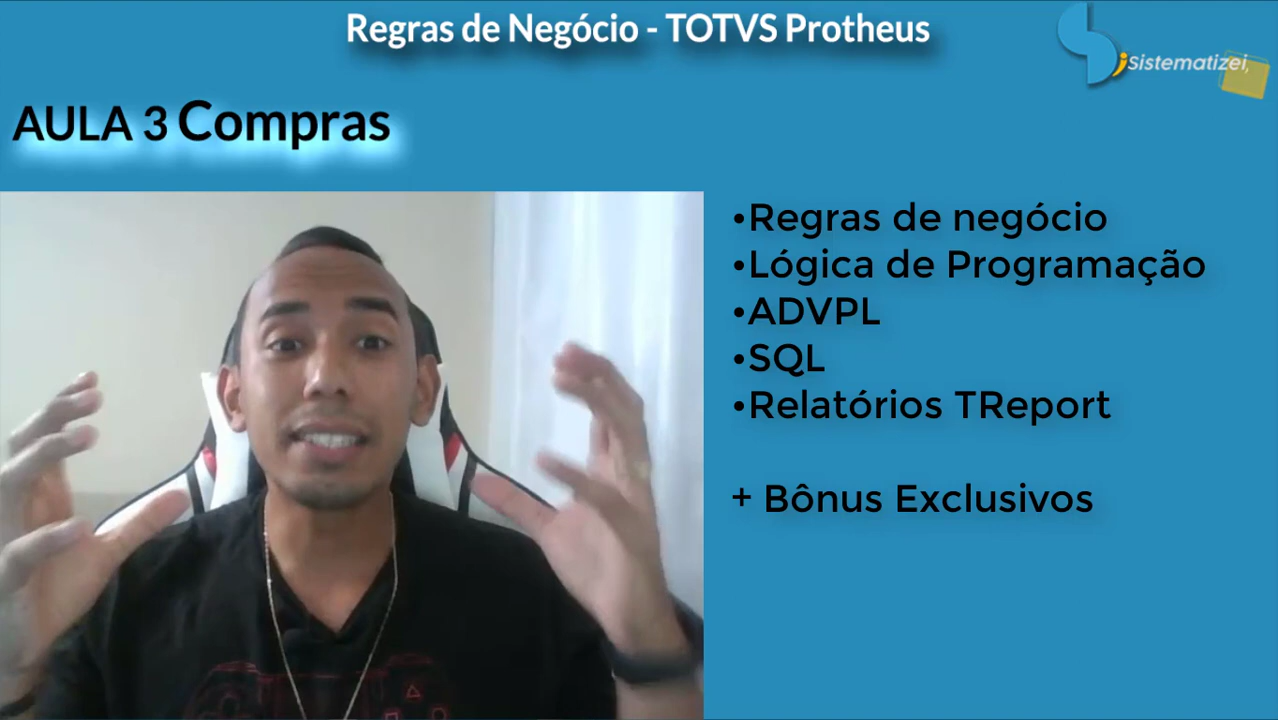 Regras de Negócio - TOTVS Protheus
Sistematizei,
AULA 3 Compras
•Regras de negócio
•Lógica de Programação
•ADVPL
•SQL
•Relatórios TReport
+ Bônus Exclusivos